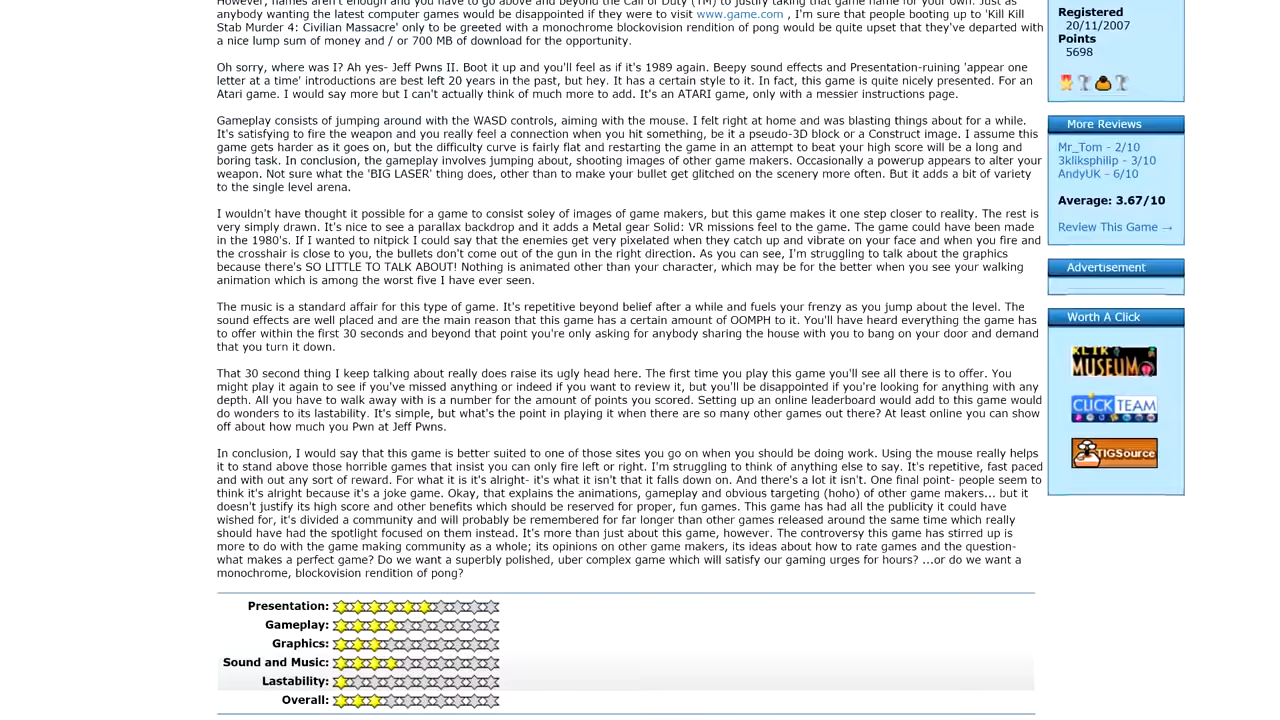 However, names aren't enough and you have to go above and beyond the Call of Duty (TM) to justify taking that game name for your own. Just as
anybody wanting the latest computer games would be disappointed if they were to visit www.game.com , I'm sure that people booting up to 'Kill Kill
Stab Murder 4: Civilian Massacre' only to be greeted with a monochrome blockovision rendition of pong would be quite upset that they've departed with
a nice lump sum of money and / or 700 MB of download for the opportunity.
Oh sorry, where was I? Ah yes- Jeff Pwns II. Boot it up and you'll feel as if it's 1989 again. Beepy sound effects and Presentation-ruining 'appear one
letter at a time' introductions are best left 20 years in the past, but hey. It has a certain style to it. In fact, this game is quite nicely presented. For an
Atari game. I would say more but I can't actually think of much more to add. It's an ATARI game, only with a messier instructions page.
Gameplay consists of jumping around with the WASD controls, aiming with the mouse. I felt right at home and was blasting things about for a while.
It's satisfying to fire the weapon and you really feel a connection when you hit something, be it a pseudo-3D block or a Construct image. I assume this
game gets harder as it goes on, but the difficulty curve is fairly flat and restarting the game in an attempt to beat your high score will be a long and
boring task. In conclusion, the gameplay involves jumping about, shooting images of other game makers. Occasionally a powerup appears to alter your
weapon. Not sure what the 'BIG LASER' thing does, other than to make your bullet get glitched on the scenery more often. But it adds a bit of variety
to the single level arena.
I wouldn't have thought it possible for a game to consist soley of images of game makers, but this game makes it one step closer to reality. The rest is
very simply drawn. It's nice to see a parallax backdrop and it adds a Metal gear Solid: VR missions feel to the game. The game could have been made
in the 1980's. If I wanted to nitpick I could say that the enemies get very pixelated when they catch up and vibrate on your face and when you fire and
the crosshair is close to you, the bullets don't come out of the gun in the right direction. As you can see, I'm struggling to talk about the graphics
because there's SO LITTLE TO TALK ABOUT! Nothing is animated other than your character, which may be for the better when you see your walking
animation which is among the worst five I have ever seen.
The music is a standard affair for this type of game. It's repetitive beyond belief after a while and fuels your frenzy as you jump about the level. The
sound effects are well placed and are the main reason that this game has a certain amount of OOMPH to it. You'll have heard everything the game has
to offer within the first 30 seconds and beyond that point you're only asking for anybody sharing the house with you to bang on your door and demand
that you turn it down.
That 30 second thing I keep talking about really does raise its ugly head here. The first time you play this game you'll see all there is to offer. You
might play it again to see if you've missed anything or indeed if you want to review it, but you'll be disappointed if you're looking for anything with any
depth. All you have to walk away with is a number for the amount of points you scored. Setting up an online leaderboard would add to this game would
do wonders to its lastability. It's simple, but what's the point in playing it when there are so many other games out there? At least online you can show
off about how much you Pwn at Jeff Pwns.
In conclusion, I would say that this game is better suited to one of those sites you go on when you should be doing work. Using the mouse really helps
it to stand above those horrible games that insist you can only fire left or right. I'm struggling to think of anything else to say. It's repetitive, fast paced
and with out any sort of reward. For what it is it's alright- it's what it isn't that it falls down on. And there's a lot it isn't. One final point- people seem to
think it's alright because it's a joke game. Okay, that explains the animations, gameplay and obvious targeting (hoho) of other game makers... but it
doesn't justify its high score and other benefits which should be reserved for proper, fun games. This game has had all the publicity it could have
wished for, it's divided a community and will probably be remembered for far longer than other games released around the same time which really
should have had the spotlight focused on them instead. It's more than just about this game, however. The controversy this game has stirred up is
more to do with the game making community as a whole; its opinions on other game makers, its ideas about how to rate games and the question-
what makes a perfect game? Do we want a superbly polished, uber complex game which will satisfy our gaming urges for hours? ...or do we want a
monochrome, blockovision rendition of pong?
Presentation:
Gameplay:
Graphics:
Sound and Music:
Lastability:
Overall:
Registered
20/11/2007
Points
5698
More Reviews
Mr_Tom - 2/10
3kliksphilip - 3/10
AndyUK - 6/10
Average: 3.67/10
Review This Game →
Advertisement
Worth A Click
KLIK
MUSEUM
CLICKTEAM
TIGSource